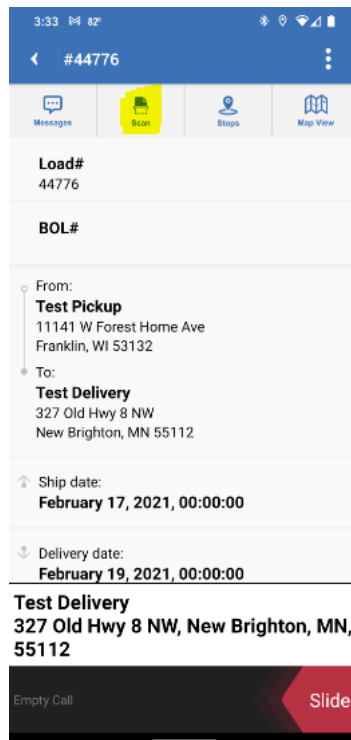 3:33 82°
#44776
Messages Scan Stops Map View
Load#
44776
BOL#
From:
Test Pickup
11141 W Forest Home Ave
Franklin, WI 53132
To:
Test Delivery
327 Old Hwy 8 NW
New Brighton, MN 55112
Ship date:
February 17, 2021, 00:00:00
Delivery date:
February 19, 2021, 00:00:00
Test Delivery
327 Old Hwy 8 NW, New Brighton, MN,
55112
Empty Call Slide